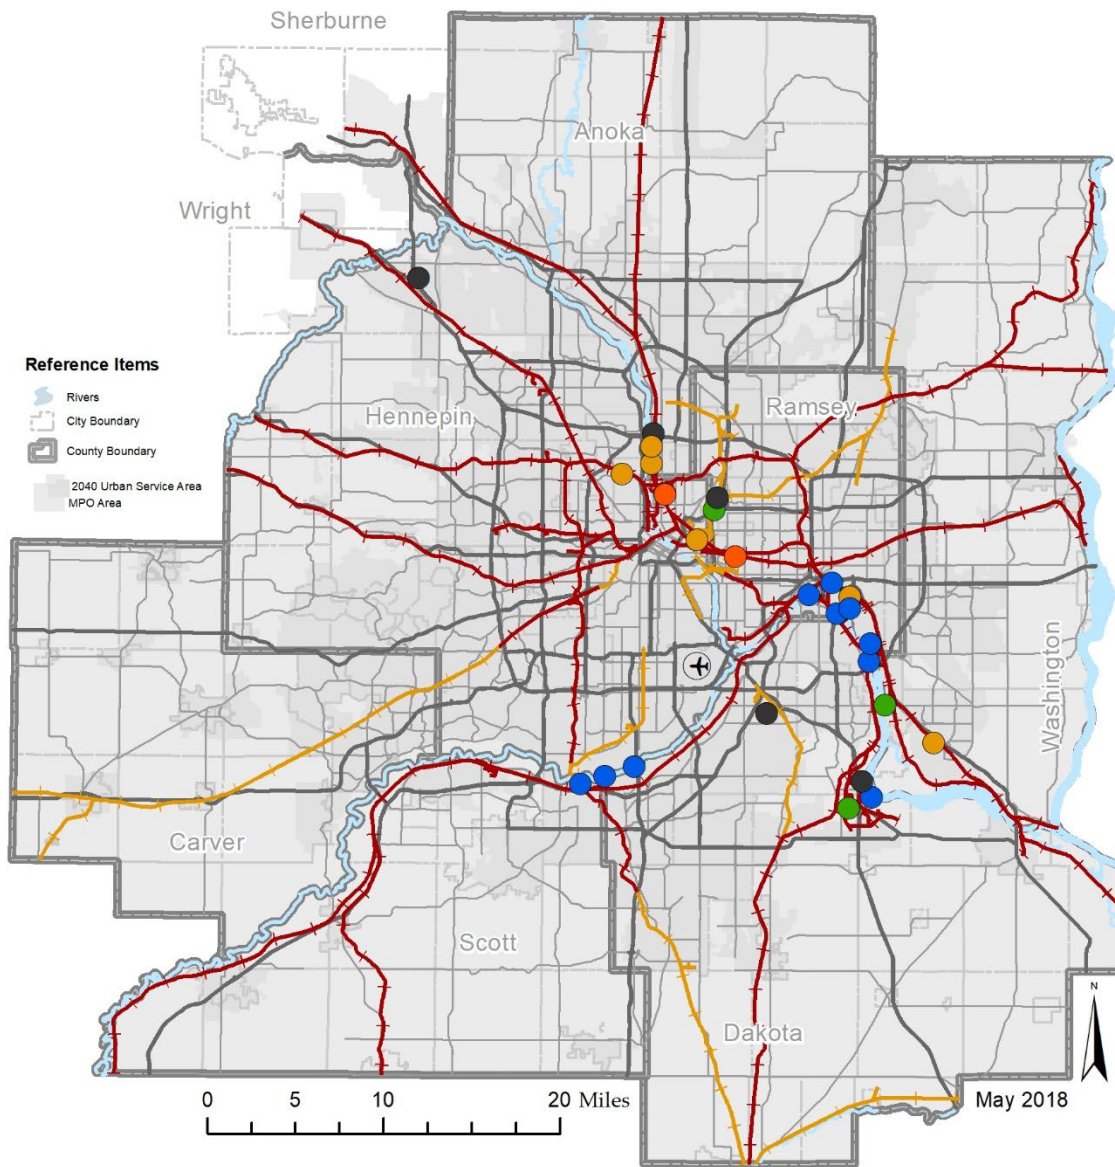 Sherburne
Anoka
Wright
Reference Items
Rivers
City Boundary
County Boundary
2040 Urban Service Area
MPO Area
Hennepin
Ramsey
Washington
Carver
Scott
Dakota
N
0 5 10 20 Miles
May 2018